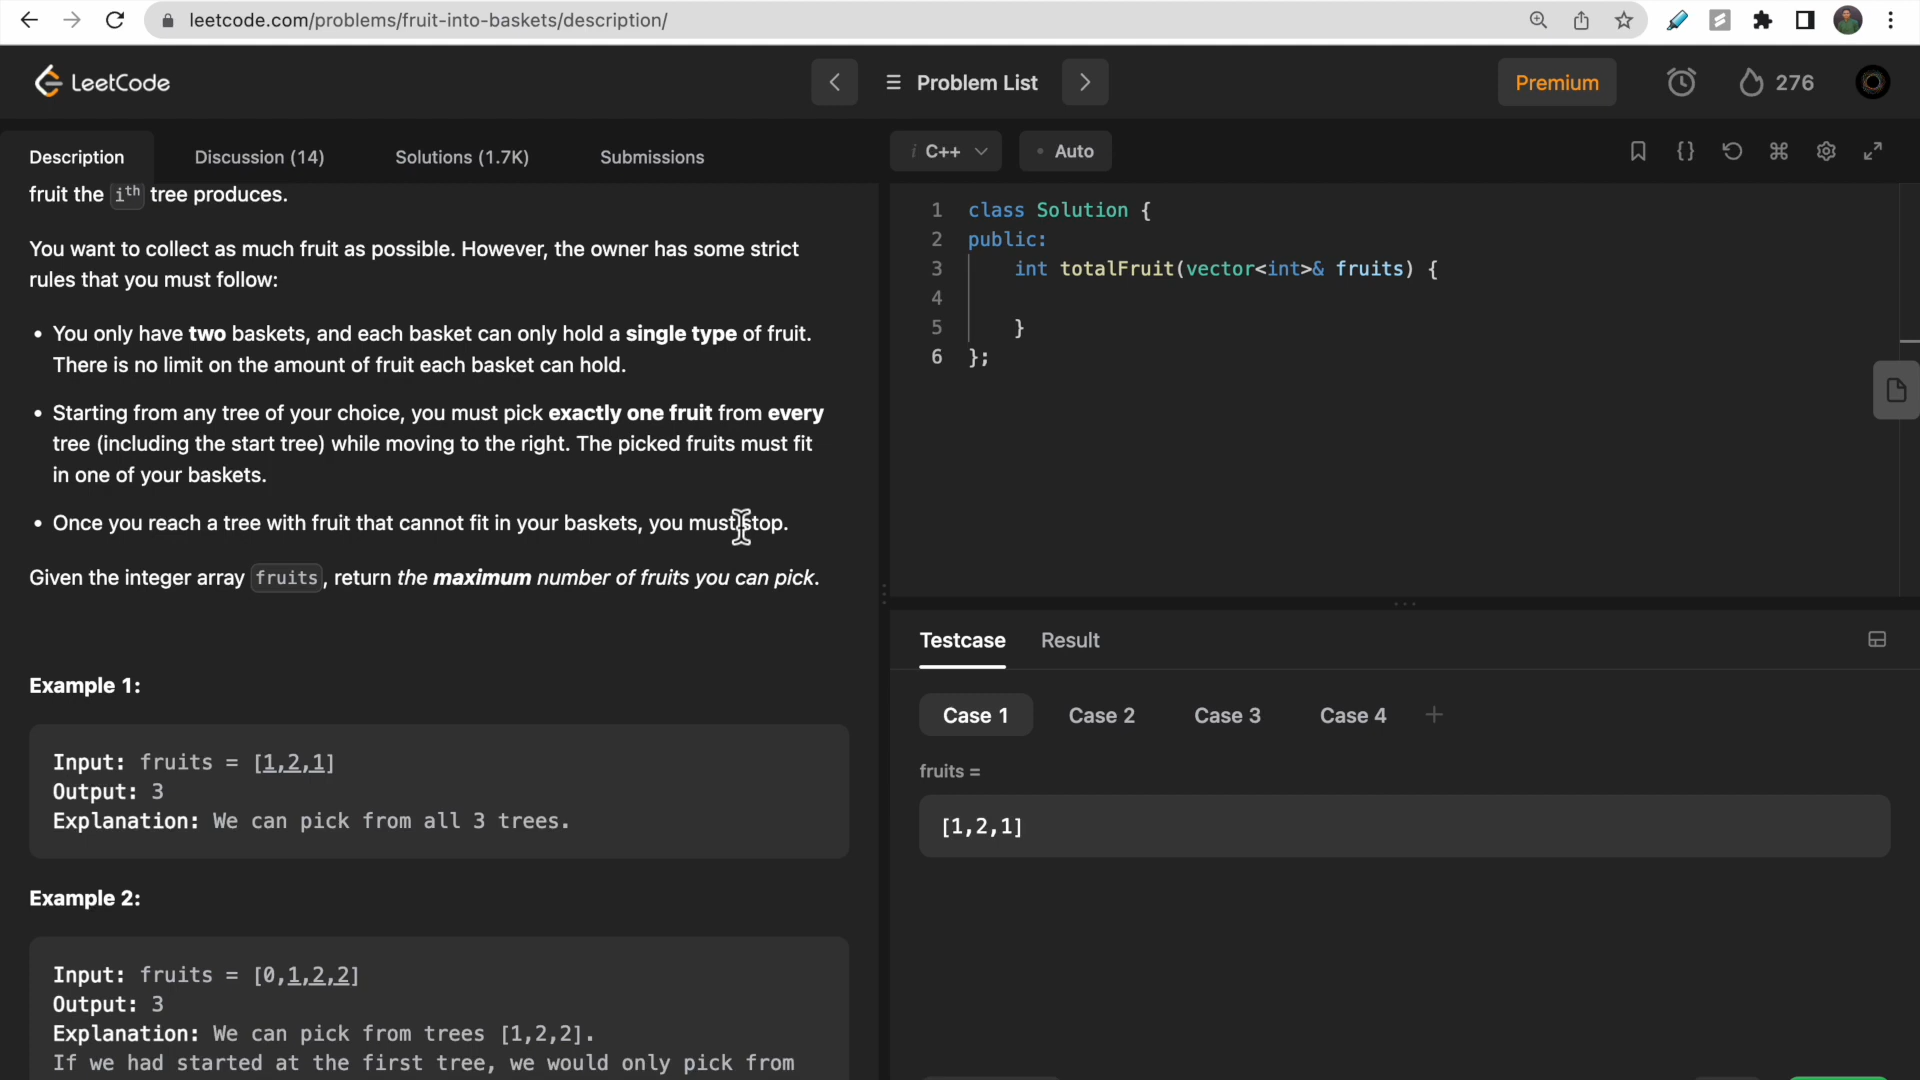 leetcode.com/problems/fruit-into-baskets/description/
LeetCode
Problem List
Premium
276
Description
Discussion (14)
Solutions (1.7K)
Submissions
i C++
• Auto
{}
fruit the ith tree produces.
You want to collect as much fruit as possible. However, the owner has some strict
rules that you must follow:
• You only have two baskets, and each basket can only hold a single type of fruit.
There is no limit on the amount of fruit each basket can hold.
• Starting from any tree of your choice, you must pick exactly one fruit from every
tree (including the start tree) while moving to the right. The picked fruits must fit
in one of your baskets.
• Once you reach a tree with fruit that cannot fit in your baskets, you must stop.
Given the integer array fruits, return the maximum number of fruits you can pick.
Example 1:
Input: fruits = [1,2,1]
Output: 3
Explanation: We can pick from all 3 trees.
Example 2:
Input: fruits = [0,1,2,2]
Output: 3
Explanation: We can pick from trees [1,2,2].
If we had started at the first tree, we would only pick from
1 class Solution {
2 public:
3 int totalFruit(vector<int>& fruits) {
4
5 }
6 };
Testcase
Result
Case 1
Case 2
Case 3
Case 4
+
fruits =
[1,2,1]